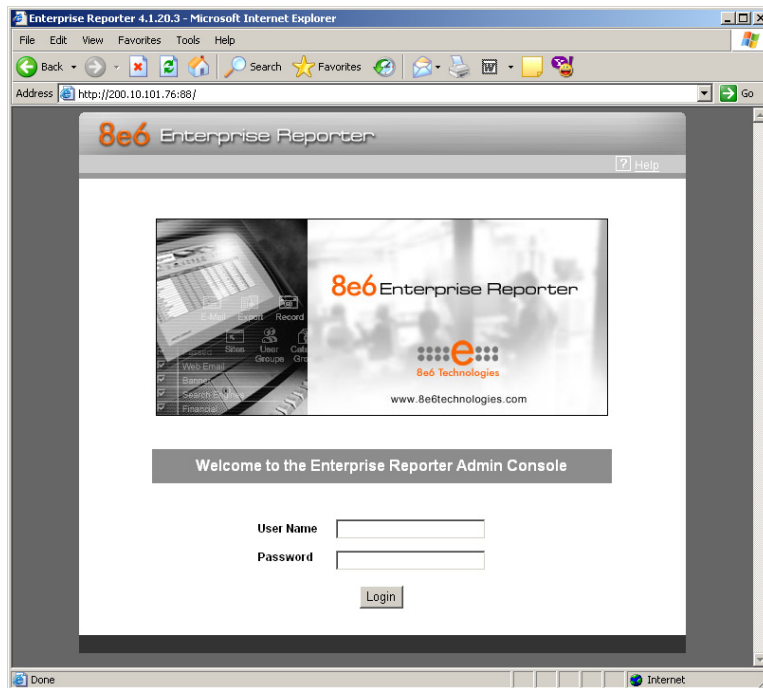 Enterprise Reporter 4.1.20.3 - Microsoft Internet Explorer
File Edit View Favorites Tools Help
Back Search Favorites
Address http://200.10.101.76:88/ Go
8e6 Enterprise Reporter
? Help
E-Mail Export Record
Sites User Groups
Web Email
Banner
Search Engines
Financial
8e6 Enterprise Reporter
e
8e6 Technologies
www.8e6technologies.com
Welcome to the Enterprise Reporter Admin Console
User Name
Password
Login
Done Internet